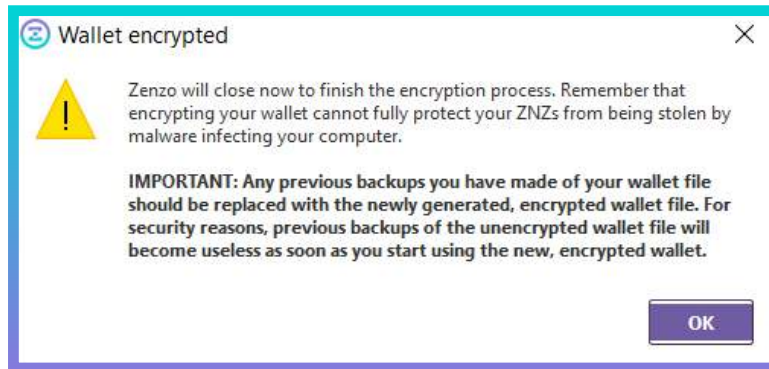 Wallet encrypted
Zenzo will close now to finish the encryption process. Remember that
encrypting your wallet cannot fully protect your ZNZs from being stolen by
malware infecting your computer.
IMPORTANT: Any previous backups you have made of your wallet file
should be replaced with the newly generated, encrypted wallet file. For
security reasons, previous backups of the unencrypted wallet file will
become useless as soon as you start using the new, encrypted wallet.
OK